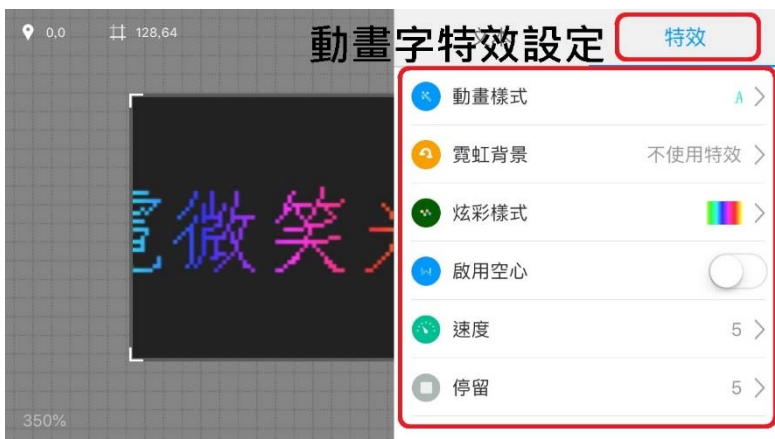 0,0 128,64
動畫字特效設定
特效
動畫樣式 A
霓虹背景 不使用特效
炫彩樣式
啟用空心
速度 5
停留 5
微笑
350%